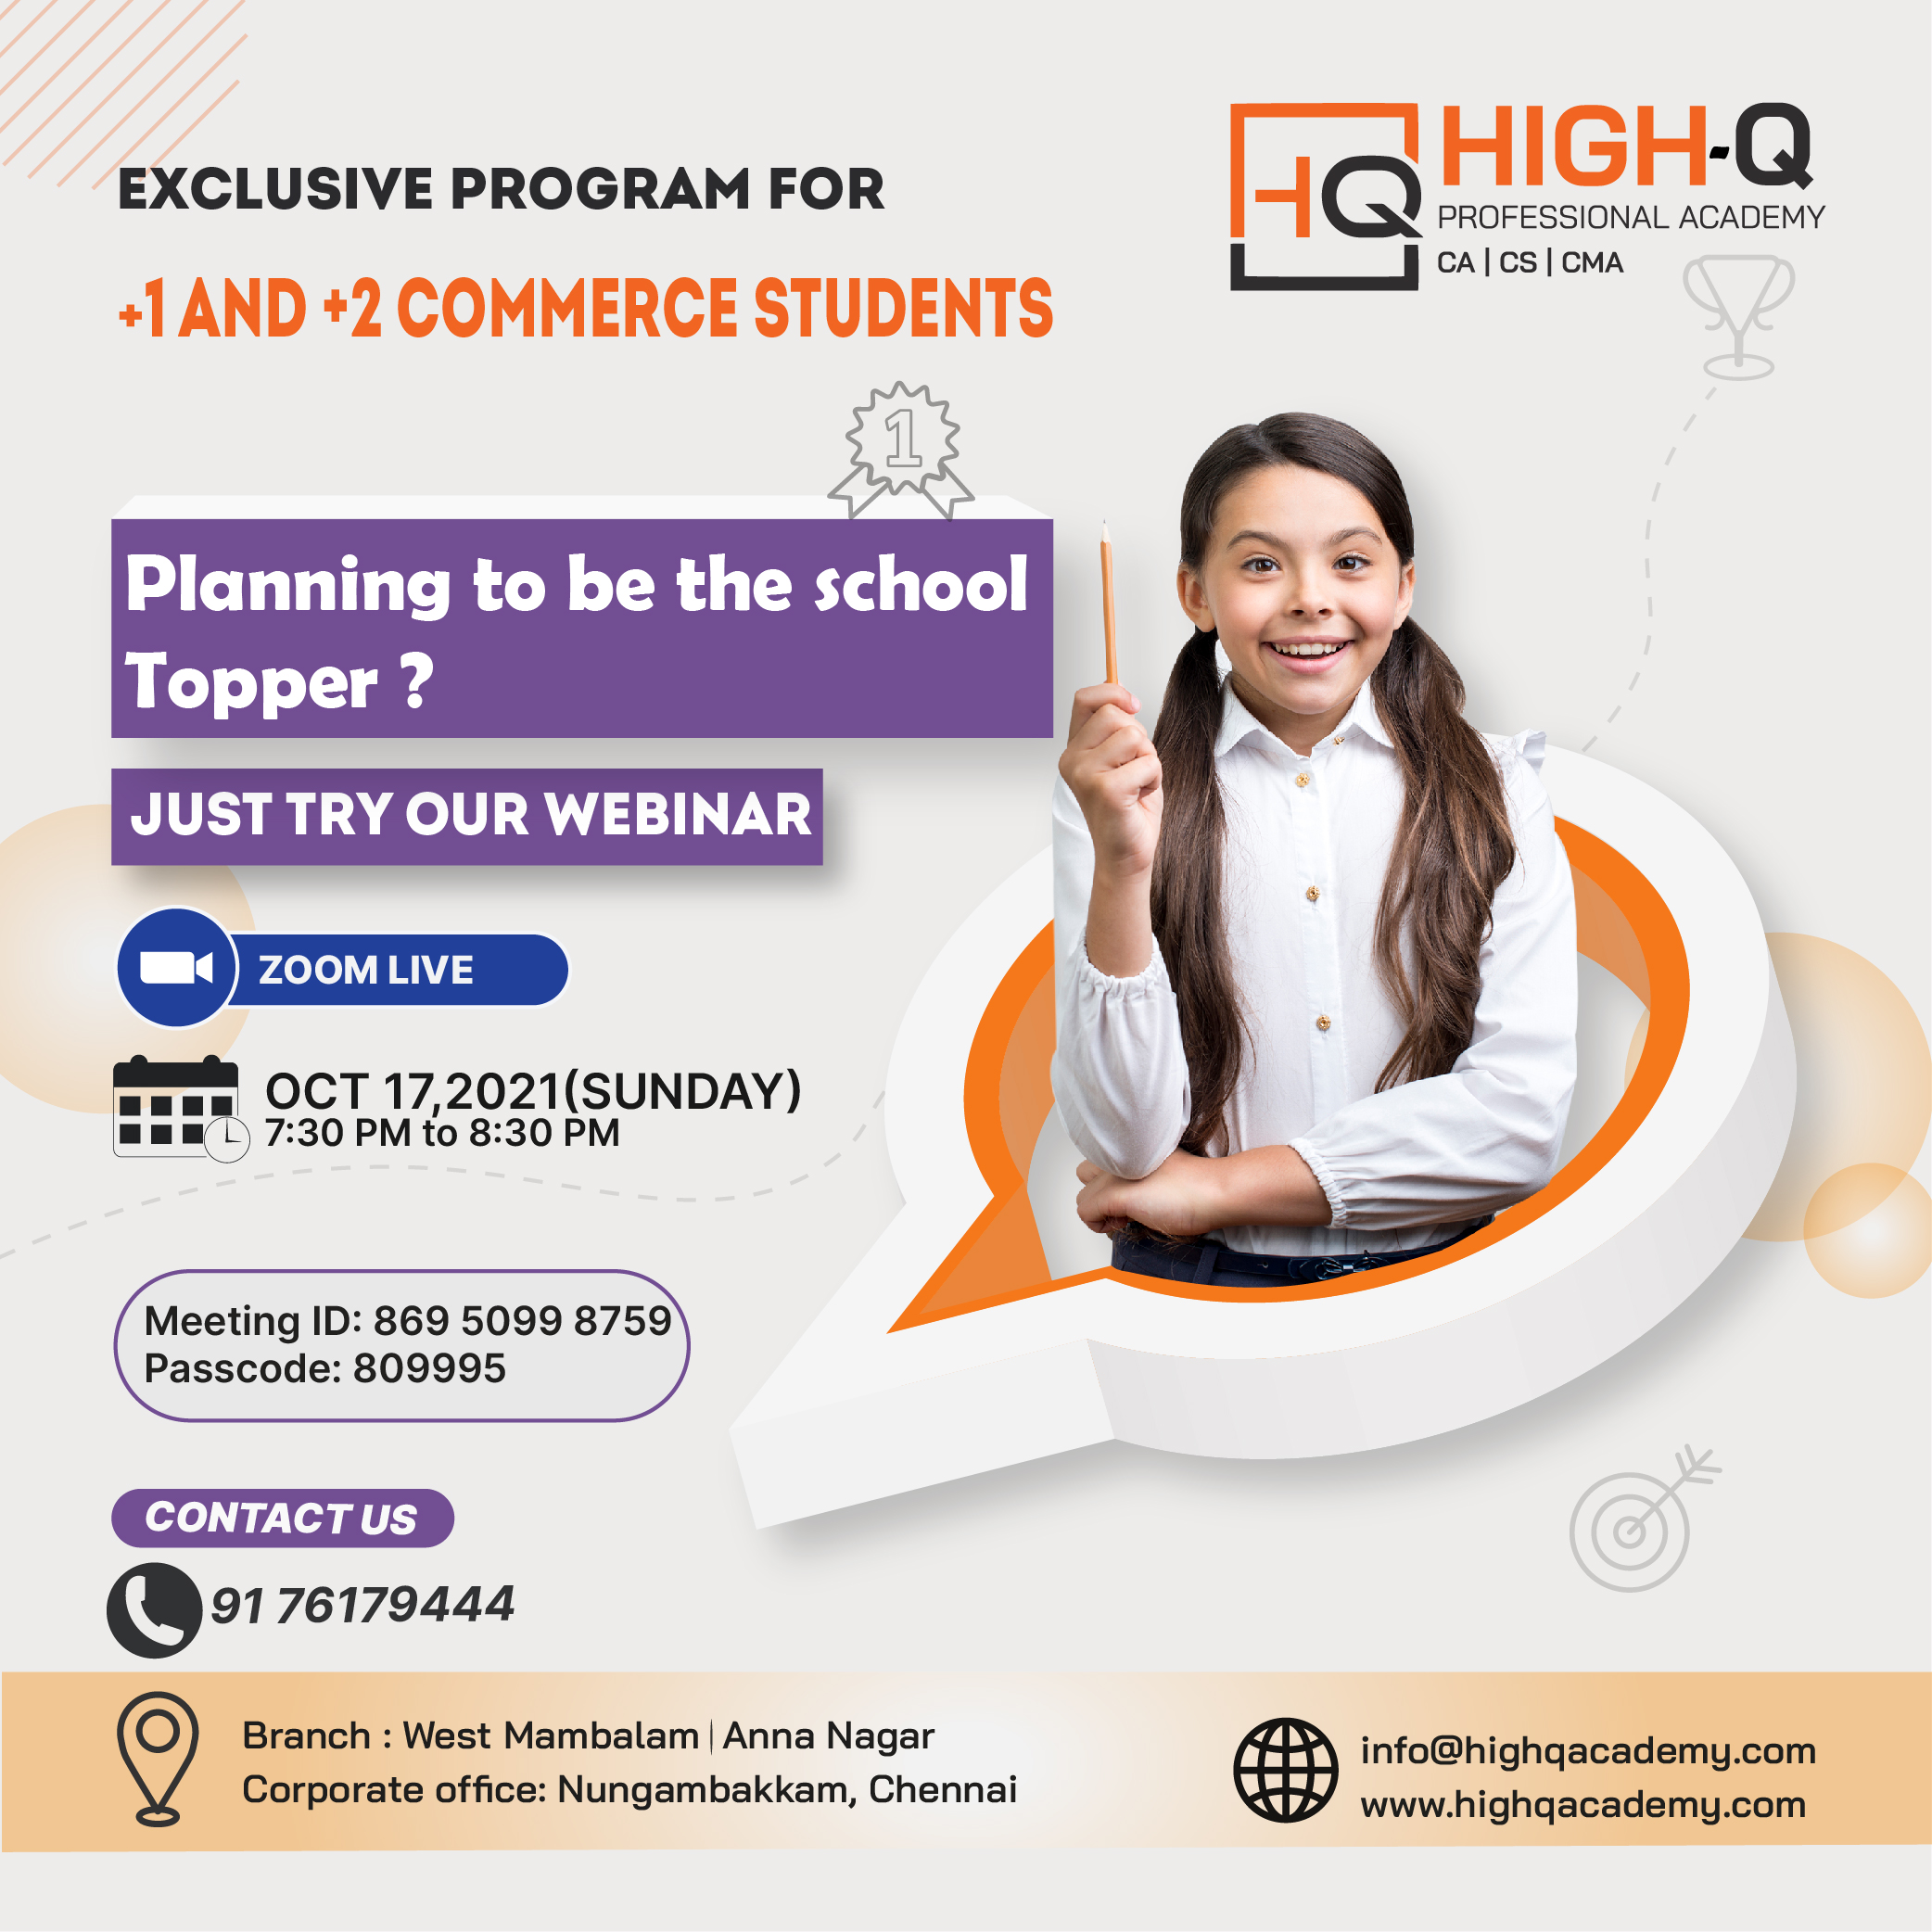 EXCLUSIVE PROGRAM FOR
+1 AND +2 COMMERCE STUDENTS
HQ
HIGH-Q
PROFESSIONAL ACADEMY
CA | CS | CMA
1
Planning to be the school
Topper ?
JUST TRY OUR WEBINAR
ZOOM LIVE
OCT 17,2021(SUNDAY)
7:30 PM to 8:30 PM
Meeting ID: 869 5099 8759
Passcode: 809995
CONTACT US
91 76179444
Branch : West Mambalam | Anna Nagar
Corporate office: Nungambakkam, Chennai
info@highqacademy.com
www.highqacademy.com